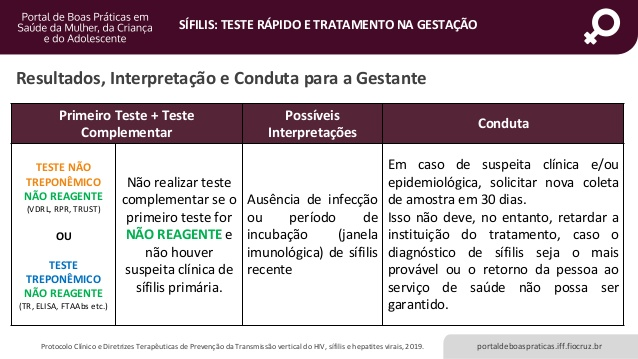 Portal de Boas Práticas em
Saúde da Mulher, da Criança
e do Adolescente
SÍFILIS: TESTE RÁPIDO E TRATAMENTO NA GESTAÇÃO
Resultados, Interpretação e Conduta para a Gestante
Primeiro Teste + Teste
Complementar
Possíveis
Interpretações
Conduta
TESTE NÃO
TREPONÊMICO
NÃO REAGENTE
(VDRL, RPR, TRUST)
OU
TESTE
TREPONÊMICO
NÃO REAGENTE
(TR, ELISA, FTAAbs etc.)
Não realizar teste
complementar se o
primeiro teste for
NÃO REAGENTE e
não houver
suspeita clínica de
sífilis primária.
Ausência de infecção
ou período de
incubação (janela
imunológica) de sífilis
recente
Em caso de suspeita clínica e/ou
epidemiológica, solicitar nova coleta
de amostra em 30 dias.
Isso não deve, no entanto, retardar a
instituição do tratamento, caso o
diagnóstico de sífilis seja o mais
provável ou o retorno da pessoa ao
serviço de saúde não possa ser
garantido.
Protocolo Clínico e Diretrizes Terapêuticas de Prevenção da Transmissão vertical do HIV, sífilis e hepatites virais, 2019.
portaldeboaspraticas.iff.fiocruz.br